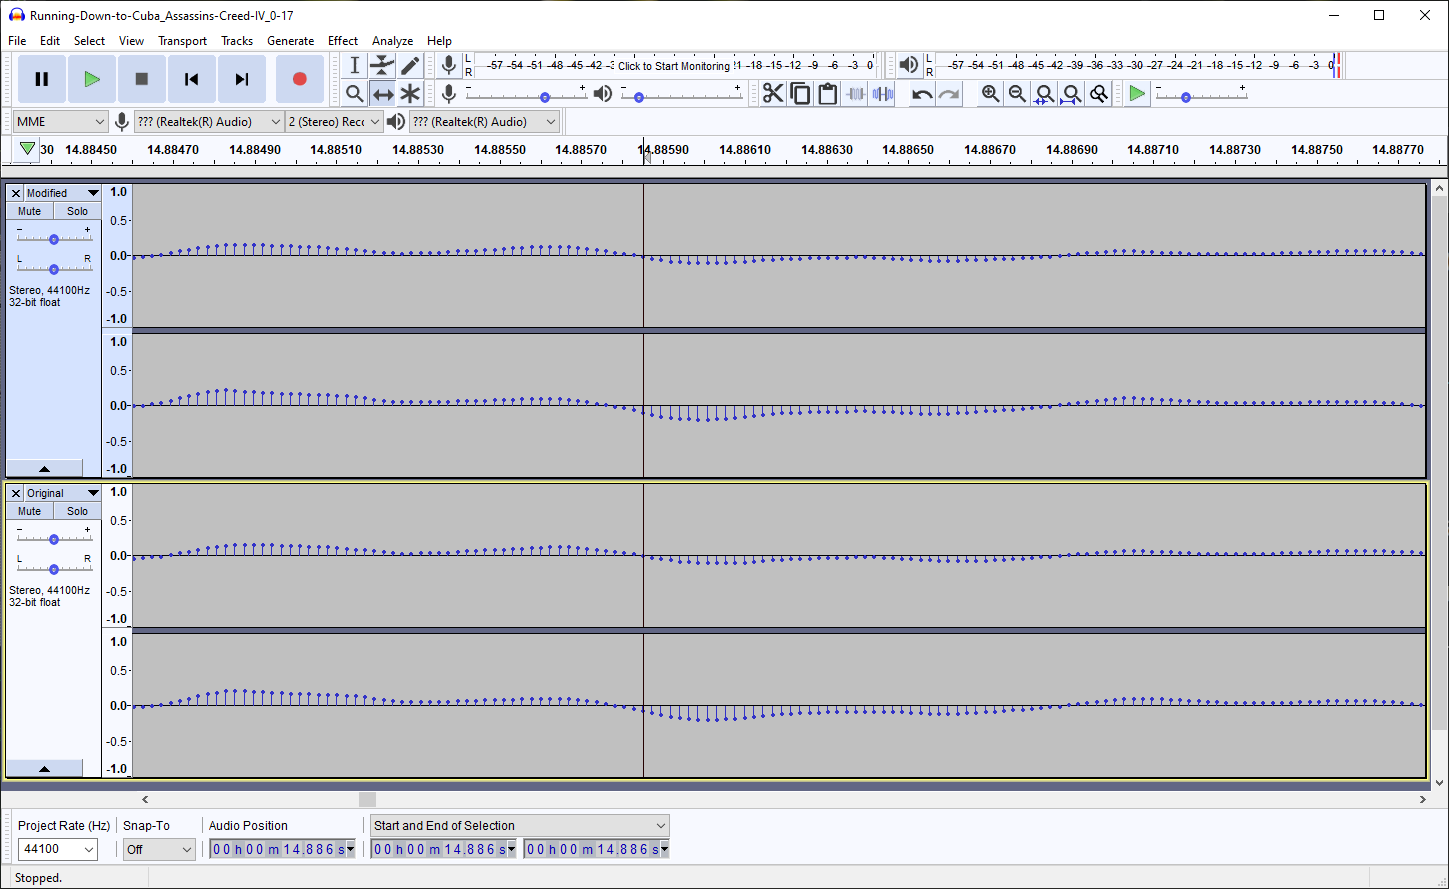 Running-Down-to-Cuba_Assassins-Creed-IV_0-17
File Edit Select View Transport Tracks Generate Effect Analyze Help
L R -57 -54 -51 -48 -45 -42 -3 Click to Start Monitoring !1 -18 -15 -12 -9 -6 -3 0
L R -57 -54 -51 -48 -45 -42 -39 -36 -33 -30 -27 -24 -21 -18 -15 -12 -9 -6 -3 0
- +
- +
- +
MME ??? (Realtek(R) Audio) 2 (Stereo) Recc ??? (Realtek(R) Audio)
30 14.88450 14.88470 14.88490 14.88510 14.88530 14.88550 14.88570 14.88590 14.88610 14.88630 14.88650 14.88670 14.88690 14.88710 14.88730 14.88750 14.88770
Modified
Mute Solo
- +
L R
Stereo, 44100Hz
32-bit float
1.0
0.5-
0.0-
-0.5-
-1.0
1.0
0.5-
0.0-
-0.5-
-1.0
Original
Mute Solo
- +
L R
Stereo, 44100Hz
32-bit float
1.0
0.5-
0.0-
-0.5-
-1.0
1.0
0.5-
0.0-
-0.5-
-1.0
Project Rate (Hz) Snap-To Audio Position Start and End of Selection
44100 Off 00 h 00 m 14.886 s 00 h 00 m 14.886 s 00 h 00 m 14.886 s
Stopped.